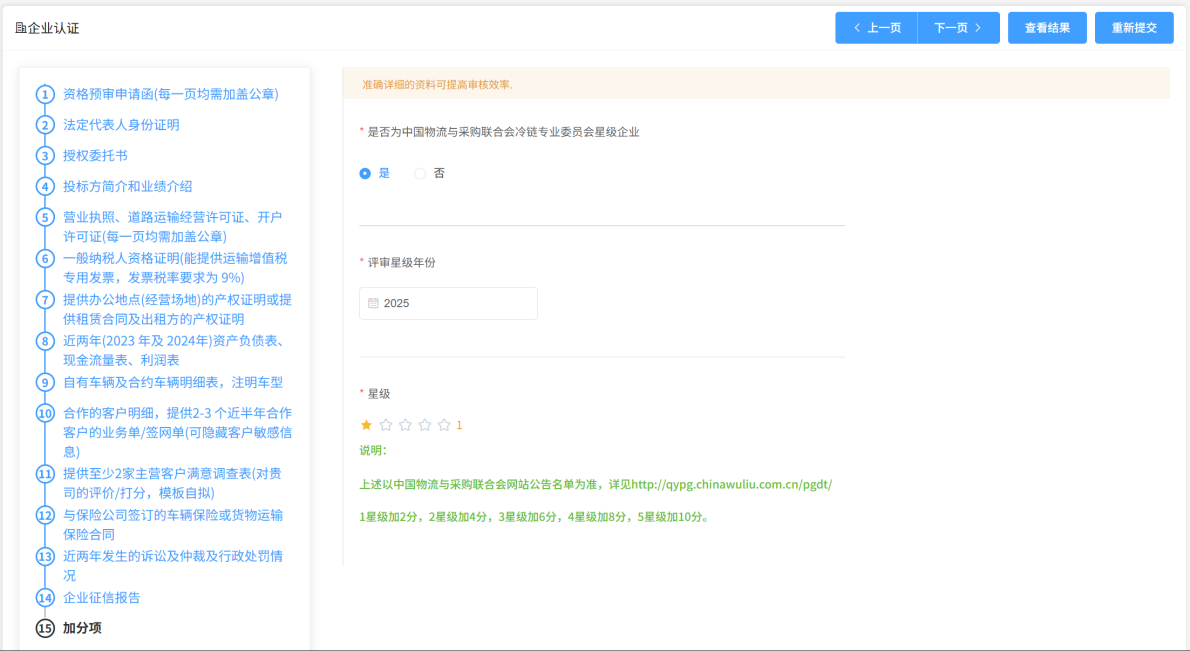 企业认证
上一页
下一页
查看结果
重新提交
1 资格预审申请函(每一页均需加盖公章)
2 法定代表人身份证明
3 授权委托书
4 投标方简介和业绩介绍
5 营业执照、道路运输经营许可证、开户
许可证(每一页均需加盖公章)
6 一般纳税人资格证明(能提供运输增值税
专用发票，发票税率要求为 9%)
7 提供办公地点(经营场地)的产权证明或提
供租赁合同及出租方的产权证明
8 近两年(2023 年及 2024年)资产负债表、
现金流量表、利润表
9 自有车辆及合约车辆明细表，注明车型
10 合作的客户明细，提供2-3 个近半年合作
客户的业务单/签网单(可隐藏客户敏感信
息)
11 提供至少2家主营客户满意调查表(对贵
司的评价/打分，模板自拟)
12 与保险公司签订的车辆保险或货物运输
保险合同
13 近两年发生的诉讼及仲裁及行政处罚情
况
14 企业征信报告
15 加分项
准确详细的资料可提高审核效率.
* 是否为中国物流与采购联合会冷链专业委员会星级企业
是 否
* 评审星级年份
2025
* 星级
1
说明：
上述以中国物流与采购联合会网站公告名单为准，详见http://qypg.chinawuliu.com.cn/pgdt/
1星级加2分，2星级加4分，3星级加6分，4星级加8分，5星级加10分。